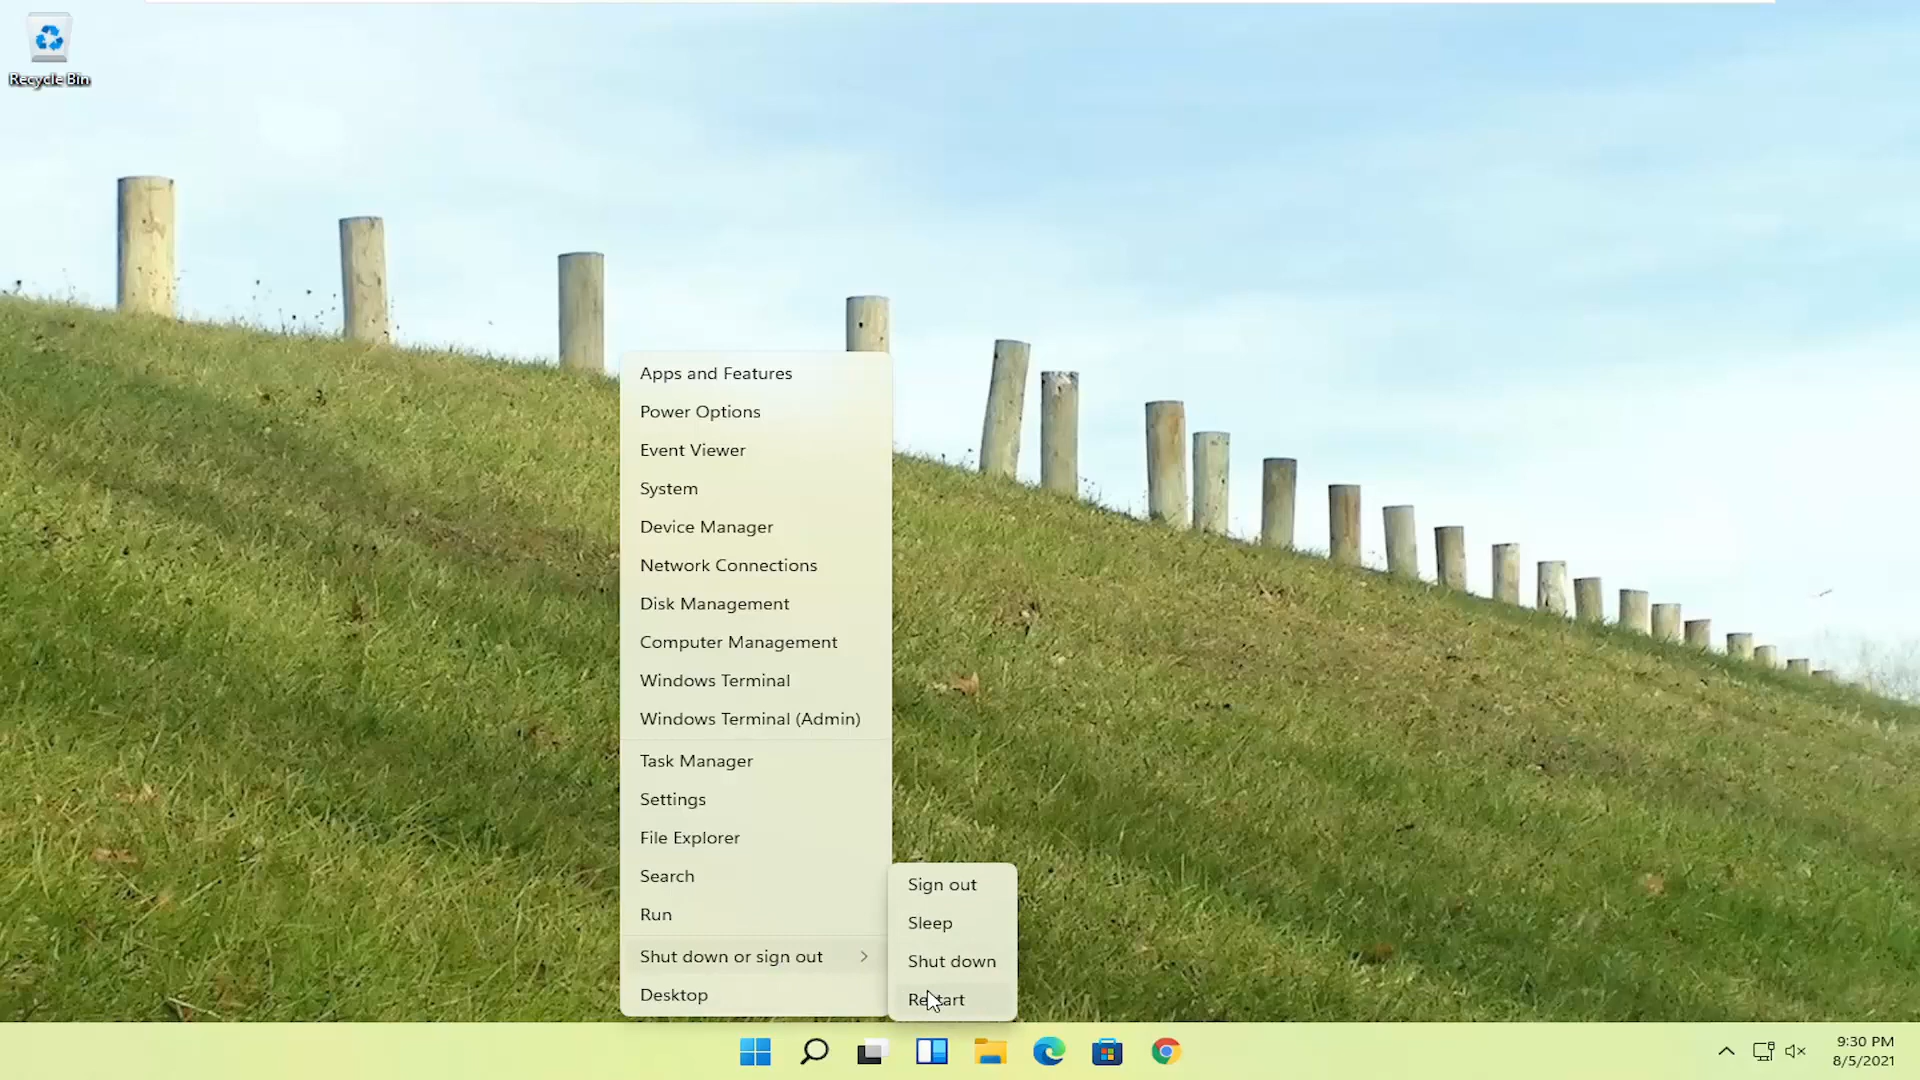 Recycle Bin
Apps and Features
Power Options
Event Viewer
System
Device Manager
Network Connections
Disk Management
Computer Management
Windows Terminal
Windows Terminal (Admin)
Task Manager
Settings
File Explorer
Search
Run
Shut down or sign out
Desktop
Sign out
Sleep
Shut down
Restart
9:30 PM
8/5/2021